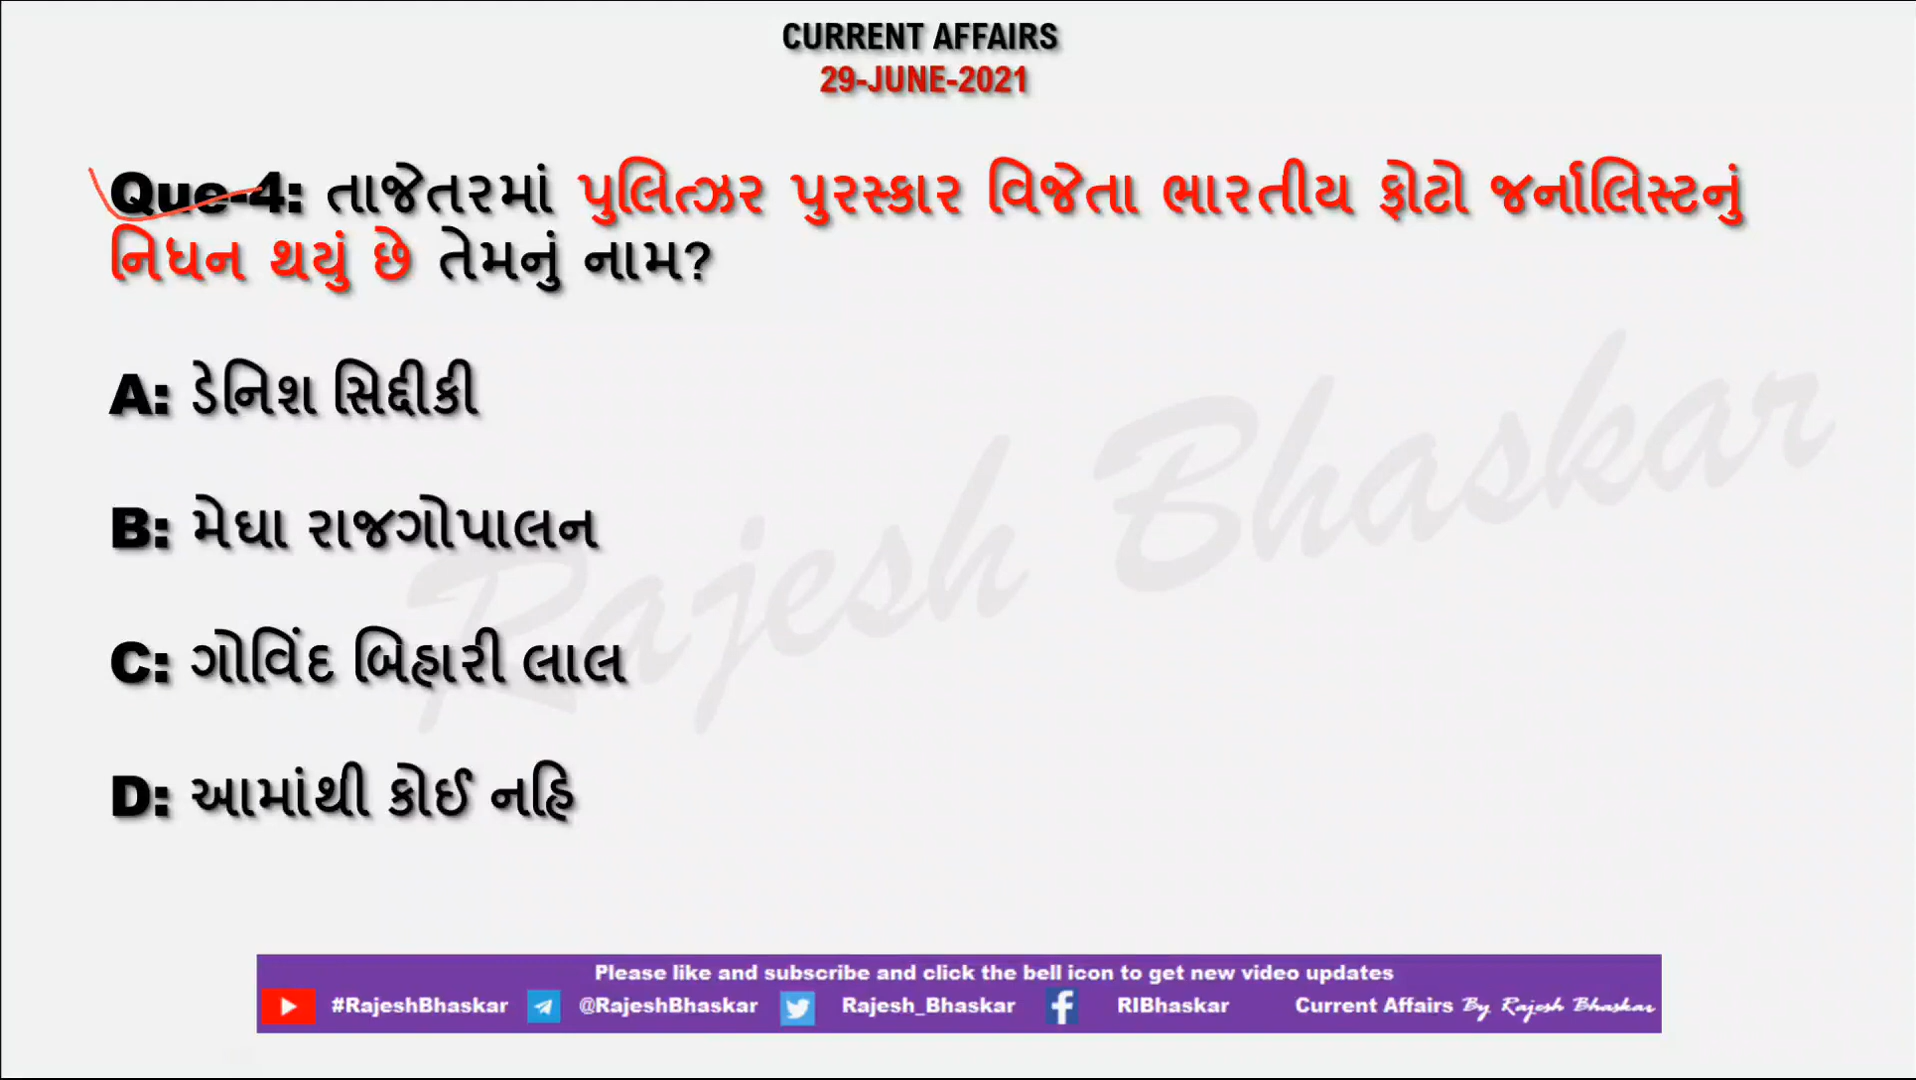 CURRENT AFFAIRS
29-JUNE-2021
Que-4: તાજેતરમાં પુલિત્ઝર પુરસ્કાર વિજેતા ભારતીય ફોટો જર્નાલિસ્ટનું
નિધન થયું છે તેમનું નામ?
A: ડેનિશ સિદ્દીકી
B: મેઘા રાજગોપાલન
C: ગોવિંદ બિહારી લાલ
D: આમાંથી કોઈ નહિ
Rajesh Bhaskar
Please like and subscribe and click the bell icon to get new video updates
#RajeshBhaskar @RajeshBhaskar Rajesh_Bhaskar RIBhaskar Current Affairs By Rajesh Bhaskar